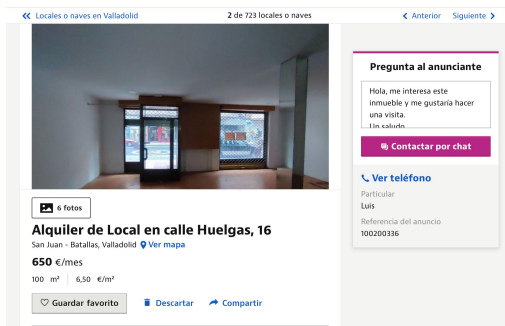 Locales o naves en Valladolid
2 de 723 locales o naves
Anterior Siguiente
6 fotos
Alquiler de Local en calle Huelgas, 16
San Juan - Batallas, Valladolid Ver mapa
650 €/mes
100 m² 6,50 €/m²
Guardar favorito Descartar Compartir
Pregunta al anunciante
Hola, me interesa este
inmueble y me gustaría hacer
una visita.
Un saludo
Contactar por chat
Ver teléfono
Particular
Luis
Referencia del anuncio
100200336